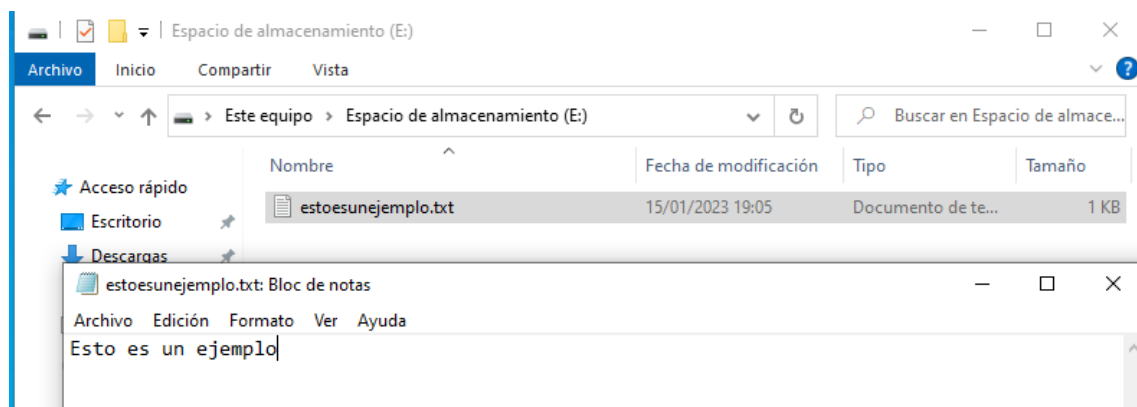 Espacio de almacenamiento (E:)
Archivo Inicio Compartir Vista
Este equipo > Espacio de almacenamiento (E:) Buscar en Espacio de almace...
Nombre Fecha de modificación Tipo Tamaño
Acceso rápido
estoesunejemplo.txt 15/01/2023 19:05 Documento de te... 1 KB
Escritorio
Descargas
estoesunejemplo.txt: Bloc de notas
Archivo Edición Formato Ver Ayuda
Esto es un ejemplo